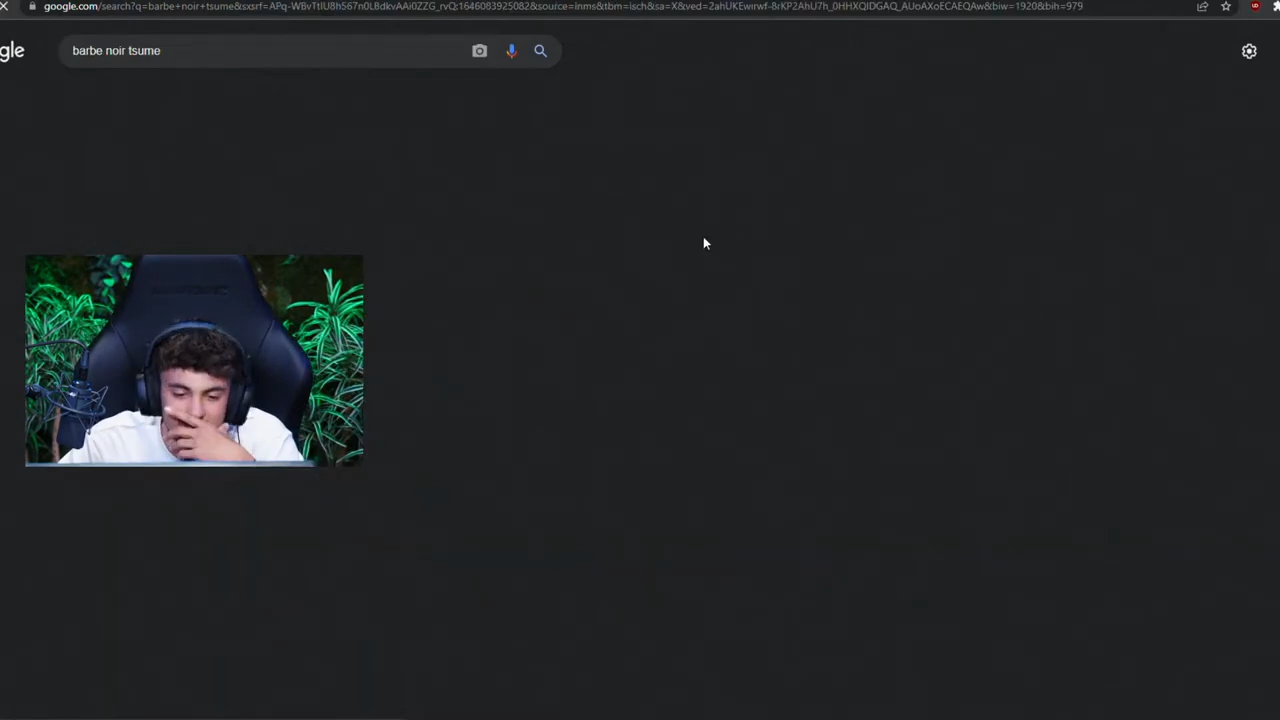 google.com/search?q=barbe+noir+tsume&sxsrf=APq-WBvTtIU8h567n0LBdkvAAi0ZZG_rvQ:1646083925082&source=lnms&tbm=isch&sa=X&ved=2ahUKEwirwf-8rKP2AhU7h_0HHXQIDGAQ_AUoAXoECAEQAw&biw=1920&bih=979
gle
barbe noir tsume